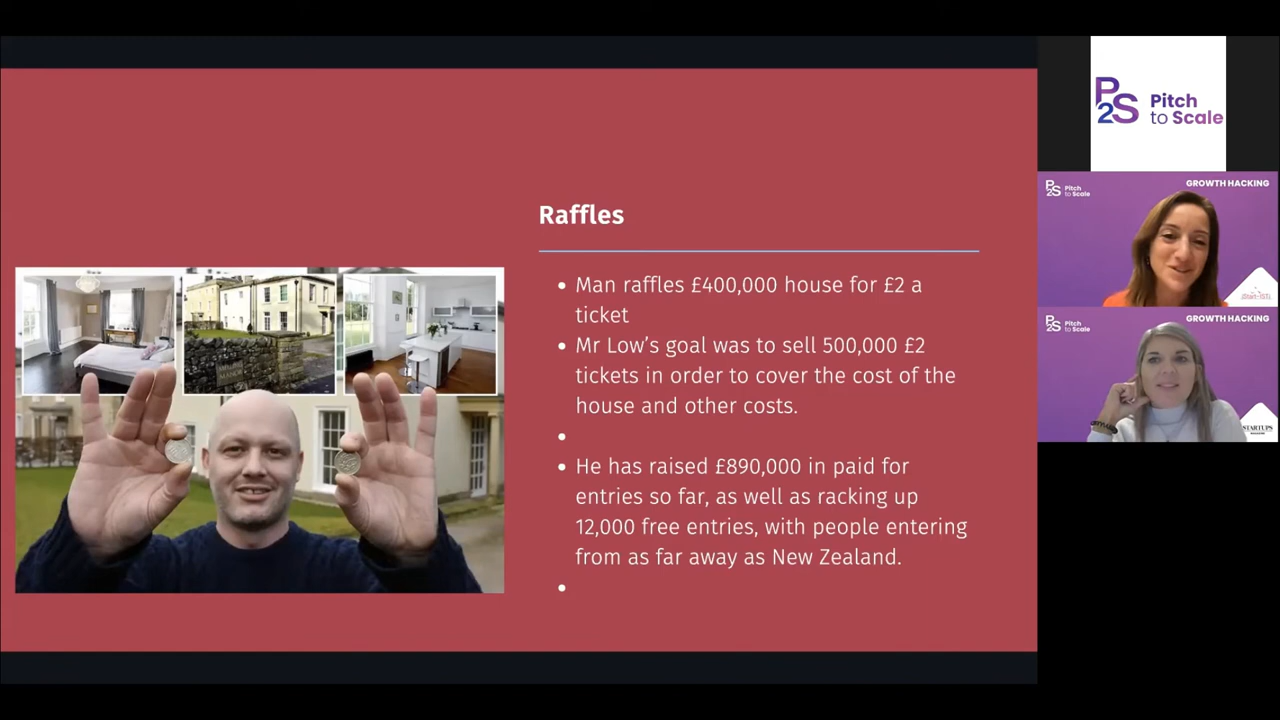 Raffles
• Man raffles £400,000 house for £2 a
ticket
• Mr Low's goal was to sell 500,000 £2
tickets in order to cover the cost of the
house and other costs.
•
• He has raised £890,000 in paid for
entries so far, as well as racking up
12,000 free entries, with people entering
from as far away as New Zealand.
•
P2S Pitch
to Scale
P2S Pitch
to Scale
GROWTH HACKING
P2S Pitch
to Scale
GROWTH HACKING
STARTUPS